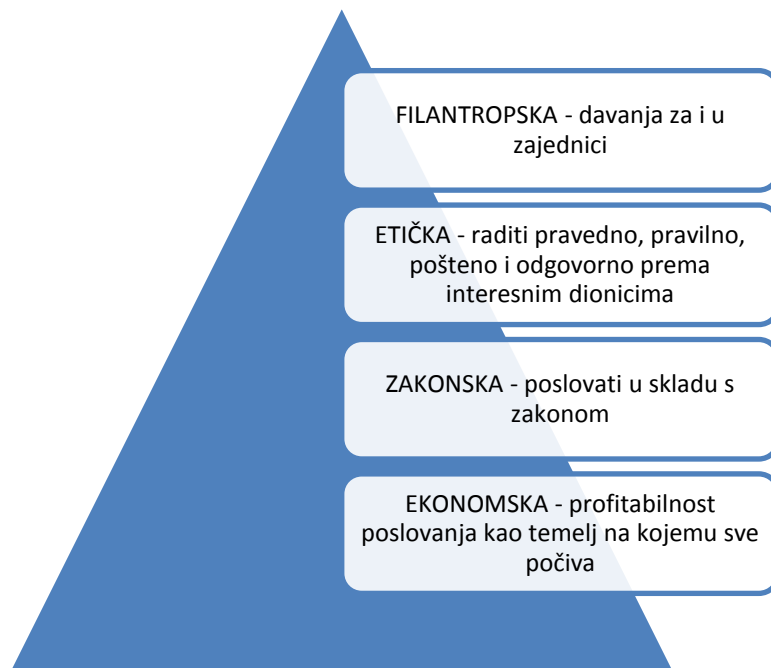 FILANTROPSKA - davanja za i u
zajednici
ETIČKA - raditi pravedno, pravilno,
pošteno i odgovorno prema
interesnim dionicima
ZAKONSKA - poslovati u skladu s
zakonom
EKONOMSKA - profitabilnost
poslovanja kao temelj na kojemu sve
počiva